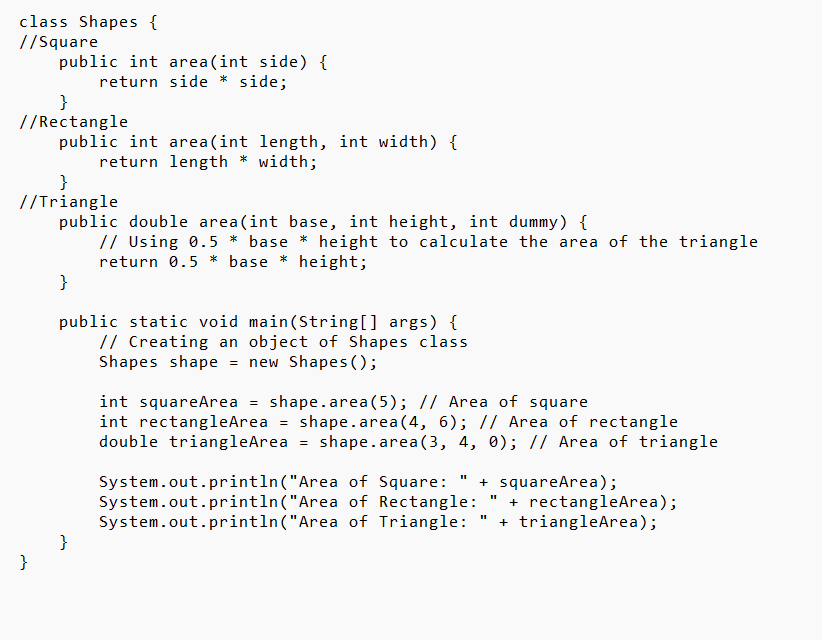 class Shapes {
//Square
    public int area(int side) {
        return side * side;
    }
//Rectangle
    public int area(int length, int width) {
        return length * width;
    }
//Triangle
    public double area(int base, int height, int dummy) {
        // Using 0.5 * base * height to calculate the area of the triangle
        return 0.5 * base * height;
    }

    public static void main(String[] args) {
        // Creating an object of Shapes class
        Shapes shape = new Shapes();

        int squareArea = shape.area(5); // Area of square
        int rectangleArea = shape.area(4, 6); // Area of rectangle
        double triangleArea = shape.area(3, 4, 0); // Area of triangle

        System.out.println("Area of Square: " + squareArea);
        System.out.println("Area of Rectangle: " + rectangleArea);
        System.out.println("Area of Triangle: " + triangleArea);
    }
}